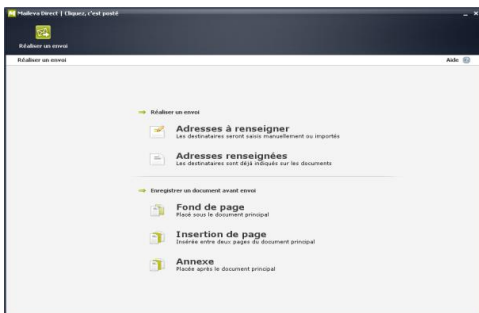 Maileva Direct | Cliquez, c'est posté
Réaliser un envoi
Réaliser un envoi
Aide
Réaliser un envoi
Adresses à renseigner
Les destinataires seront saisis manuellement ou importés
Adresses renseignées
Les destinataires sont déjà indiqués sur les documents
Enregistrer un document avant envoi
Fond de page
Placé sous le document principal
Insertion de page
Insérée entre deux pages du document principal
Annexe
Placée après le document principal